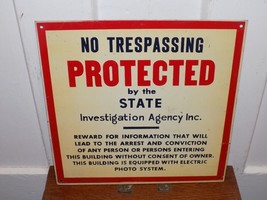 NO TRESPASSING
PROTECTED
by the
STATE
Investigation Agency Inc.
REWARD FOR INFORMATION THAT WILL
LEAD TO THE ARREST AND CONVICTION
OF ANY PERSON OR PERSONS ENTERING
THIS BUILDING WITHOUT CONSENT OF OWNER.
THIS BUILDING IS EQUIPPED WITH ELECTRIC
PHOTO SYSTEM.